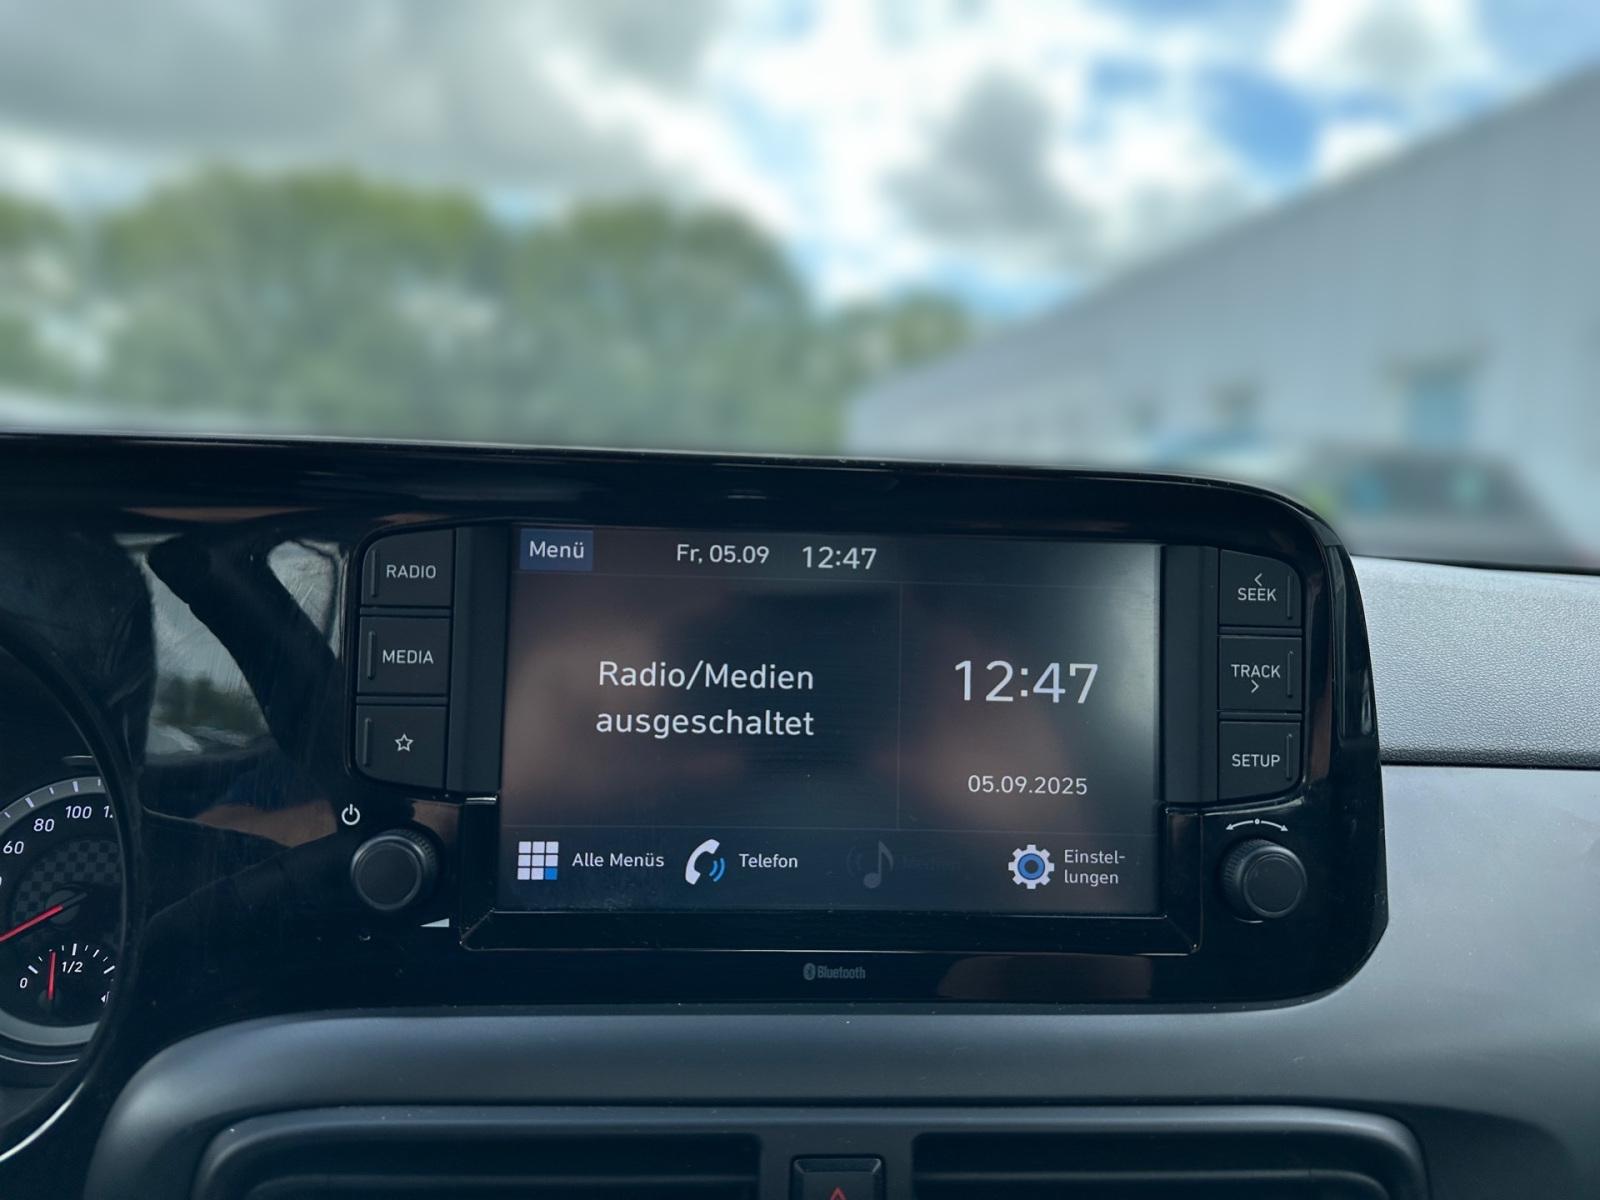 Menü Fr, 05.09 12:47
RADIO
MEDIA
Radio/Medien
ausgeschaltet
12:47
05.09.2025
Alle Menüs
Telefon
Medien
Einstel-
lungen
SEEK
TRACK
SETUP
Bluetooth
60
80
100
0
1/2